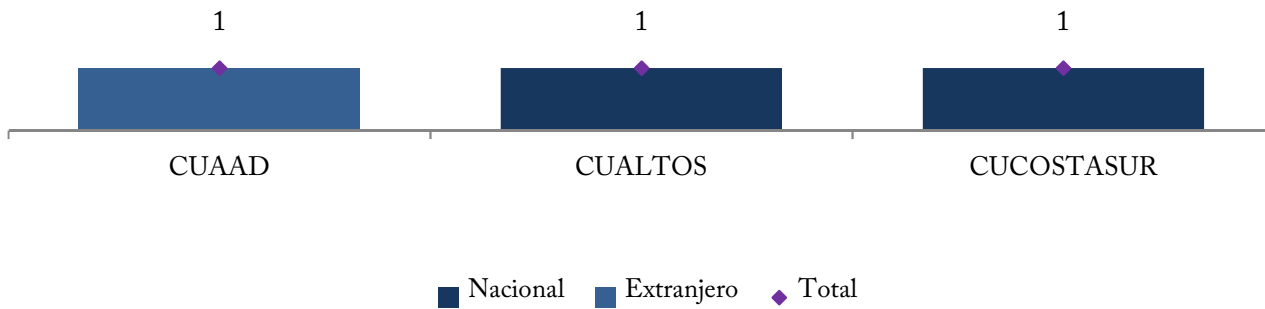 1 1 1
CUAAD CUALTOS CUCOSTASUR
Nacional Extranjero Total